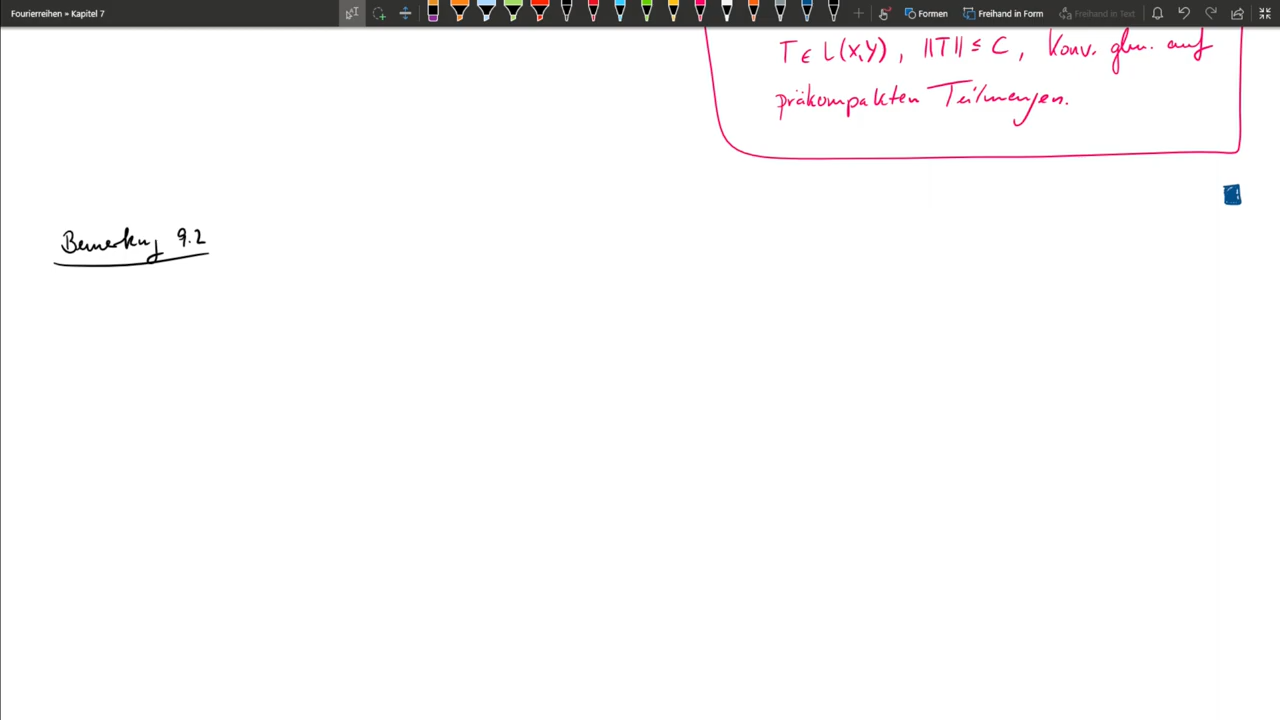 Fourierreihen » Kapitel 7
Formen
Freihand in Form
Freihand in Text
T ∈ L(X,Y), ‖T‖ ≤ C, Konv. glm. auf
präkompakten Teilmengen.
Bemerkung 9.2